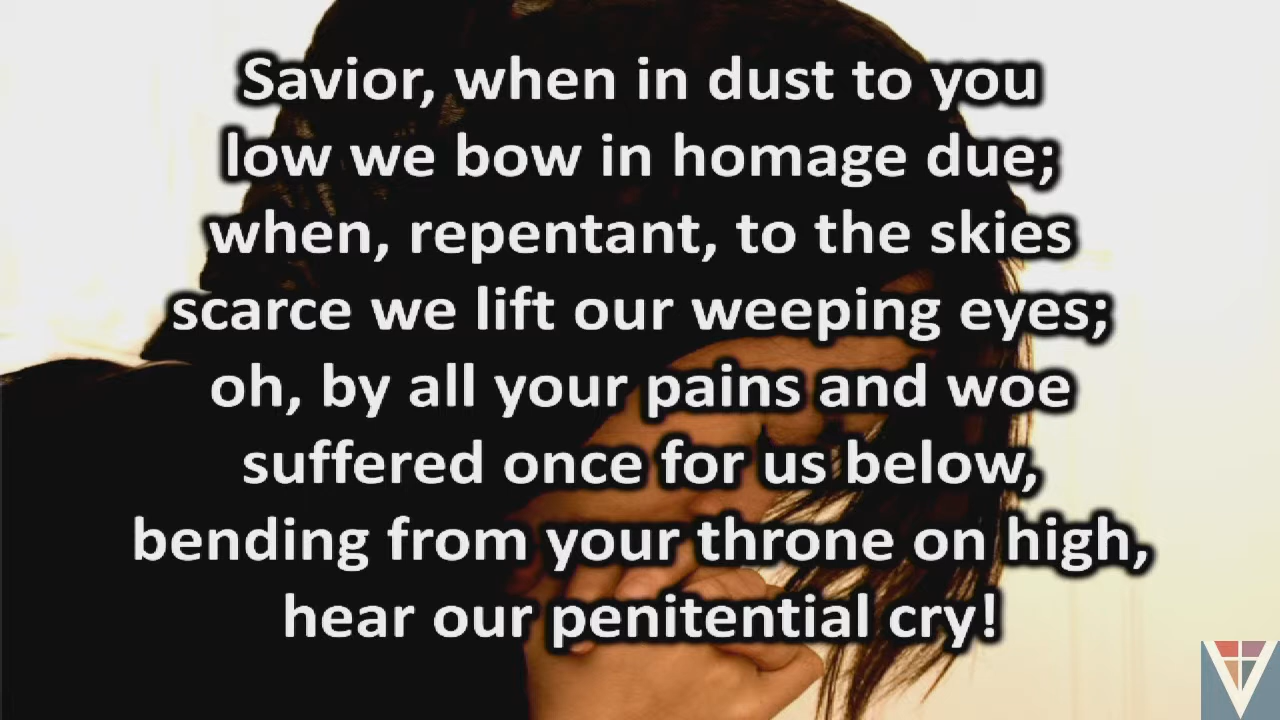 Savior, when in dust to you
low we bow in homage due;
when, repentant, to the skies
scarce we lift our weeping eyes;
oh, by all your pains and woe
suffered once for us below,
bending from your throne on high,
hear our penitential cry!